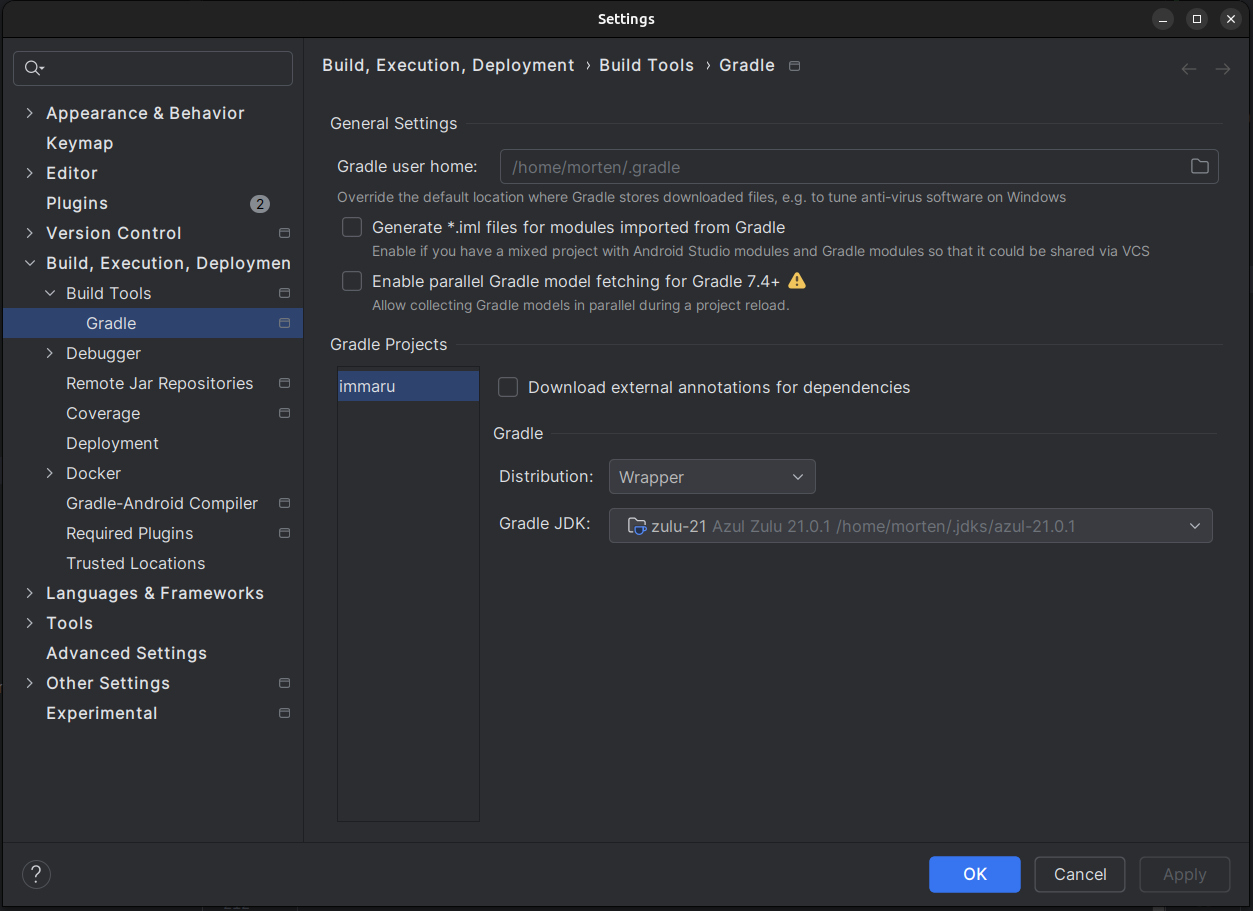 Settings
Appearance & Behavior
Keymap
Editor
Plugins 2
Version Control
Build, Execution, Deploymen
Build Tools
Gradle
Debugger
Remote Jar Repositories
Coverage
Deployment
Docker
Gradle-Android Compiler
Required Plugins
Trusted Locations
Languages & Frameworks
Tools
Advanced Settings
Other Settings
Experimental
Build, Execution, Deployment › Build Tools › Gradle
General Settings
Gradle user home: /home/morten/.gradle
Override the default location where Gradle stores downloaded files, e.g. to tune anti-virus software on Windows
Generate *.iml files for modules imported from Gradle
Enable if you have a mixed project with Android Studio modules and Gradle modules so that it could be shared via VCS
Enable parallel Gradle model fetching for Gradle 7.4+
Allow collecting Gradle models in parallel during a project reload.
Gradle Projects
immaru
Download external annotations for dependencies
Gradle
Distribution: Wrapper
Gradle JDK: zulu-21 Azul Zulu 21.0.1 /home/morten/.jdks/azul-21.0.1
?
OK Cancel Apply